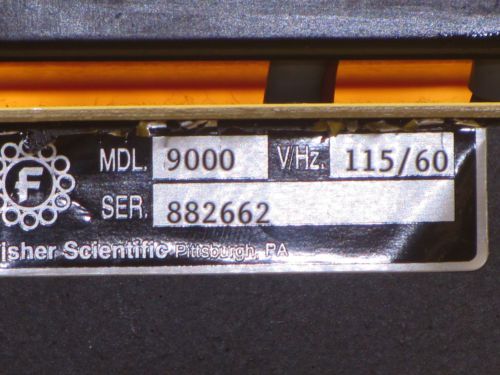 F
MDL. 9000 V/Hz. 115/60
SER. 882662
isher Scientific Pittsburgh, PA